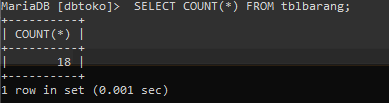 MariaDB [dbtoko]>  SELECT COUNT(*) FROM tblbarang;
+----------+
| COUNT(*) |
+----------+
|       18 |
+----------+
1 row in set (0.001 sec)